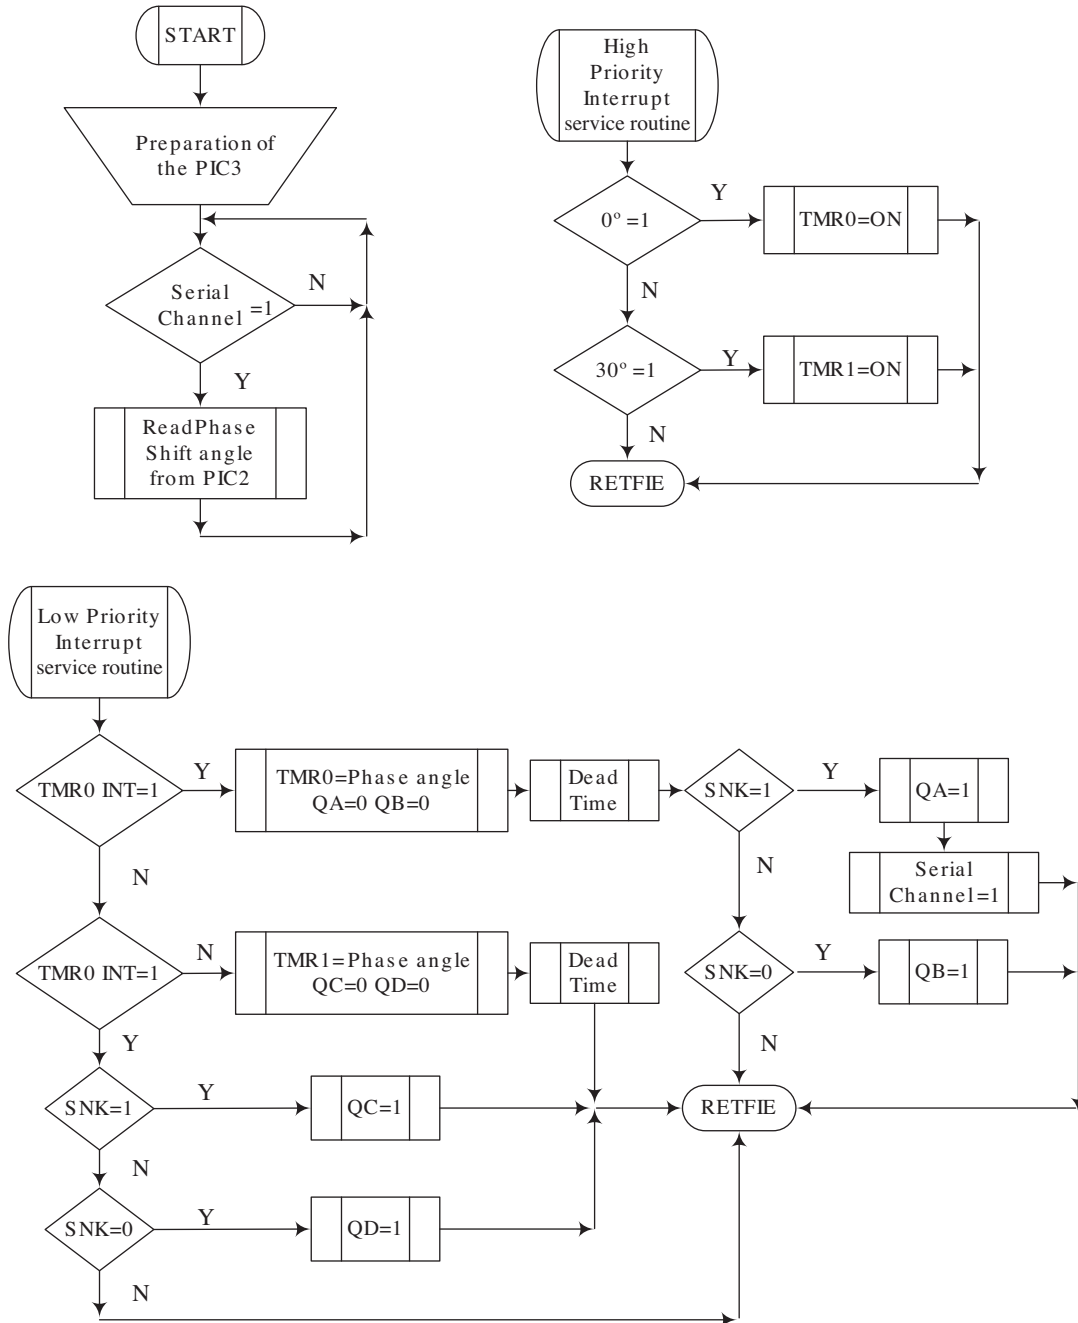 START
Preparation of
the PIC3
Serial
Channel =1
N
Y
ReadPhase
Shift angle
from PIC2
High
Priority
Interrupt
service routine
0º =1
Y
TMR0=ON
N
30º =1
Y
TMR1=ON
N
RETFIE
Low Priority
Interrupt
service routine
TMR0 INT=1
Y
TMR0=Phase angle
QA=0 QB=0
Dead
Time
SNK=1
Y
QA=1
N
N
Serial
Channel=1
TMR0 INT=1
N
TMR1=Phase angle
QC=0 QD=0
Dead
Time
SNK=0
Y
QB=1
Y
N
SNK=1
Y
QC=1
RETFIE
N
SNK=0
Y
QD=1
N